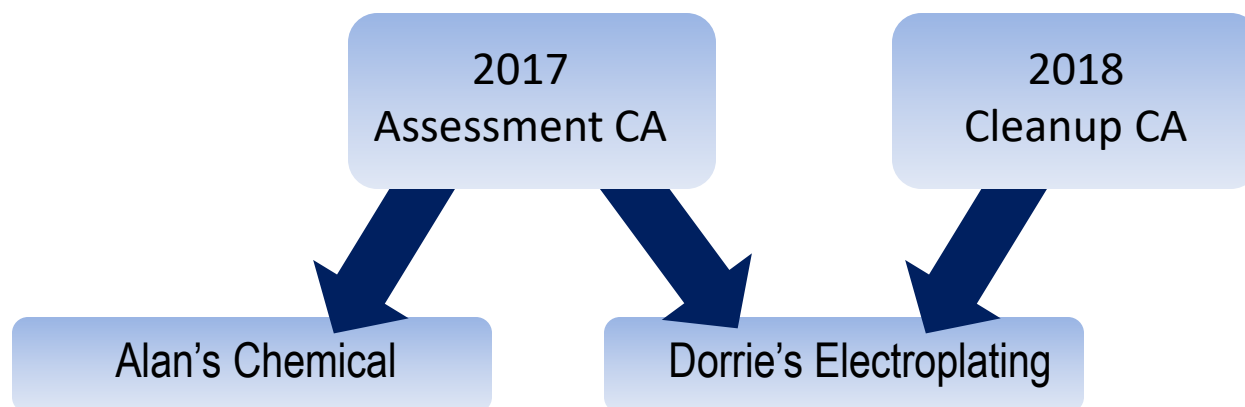 2017
Assessment CA
2018
Cleanup CA
Alan’s Chemical
Dorrie’s Electroplating